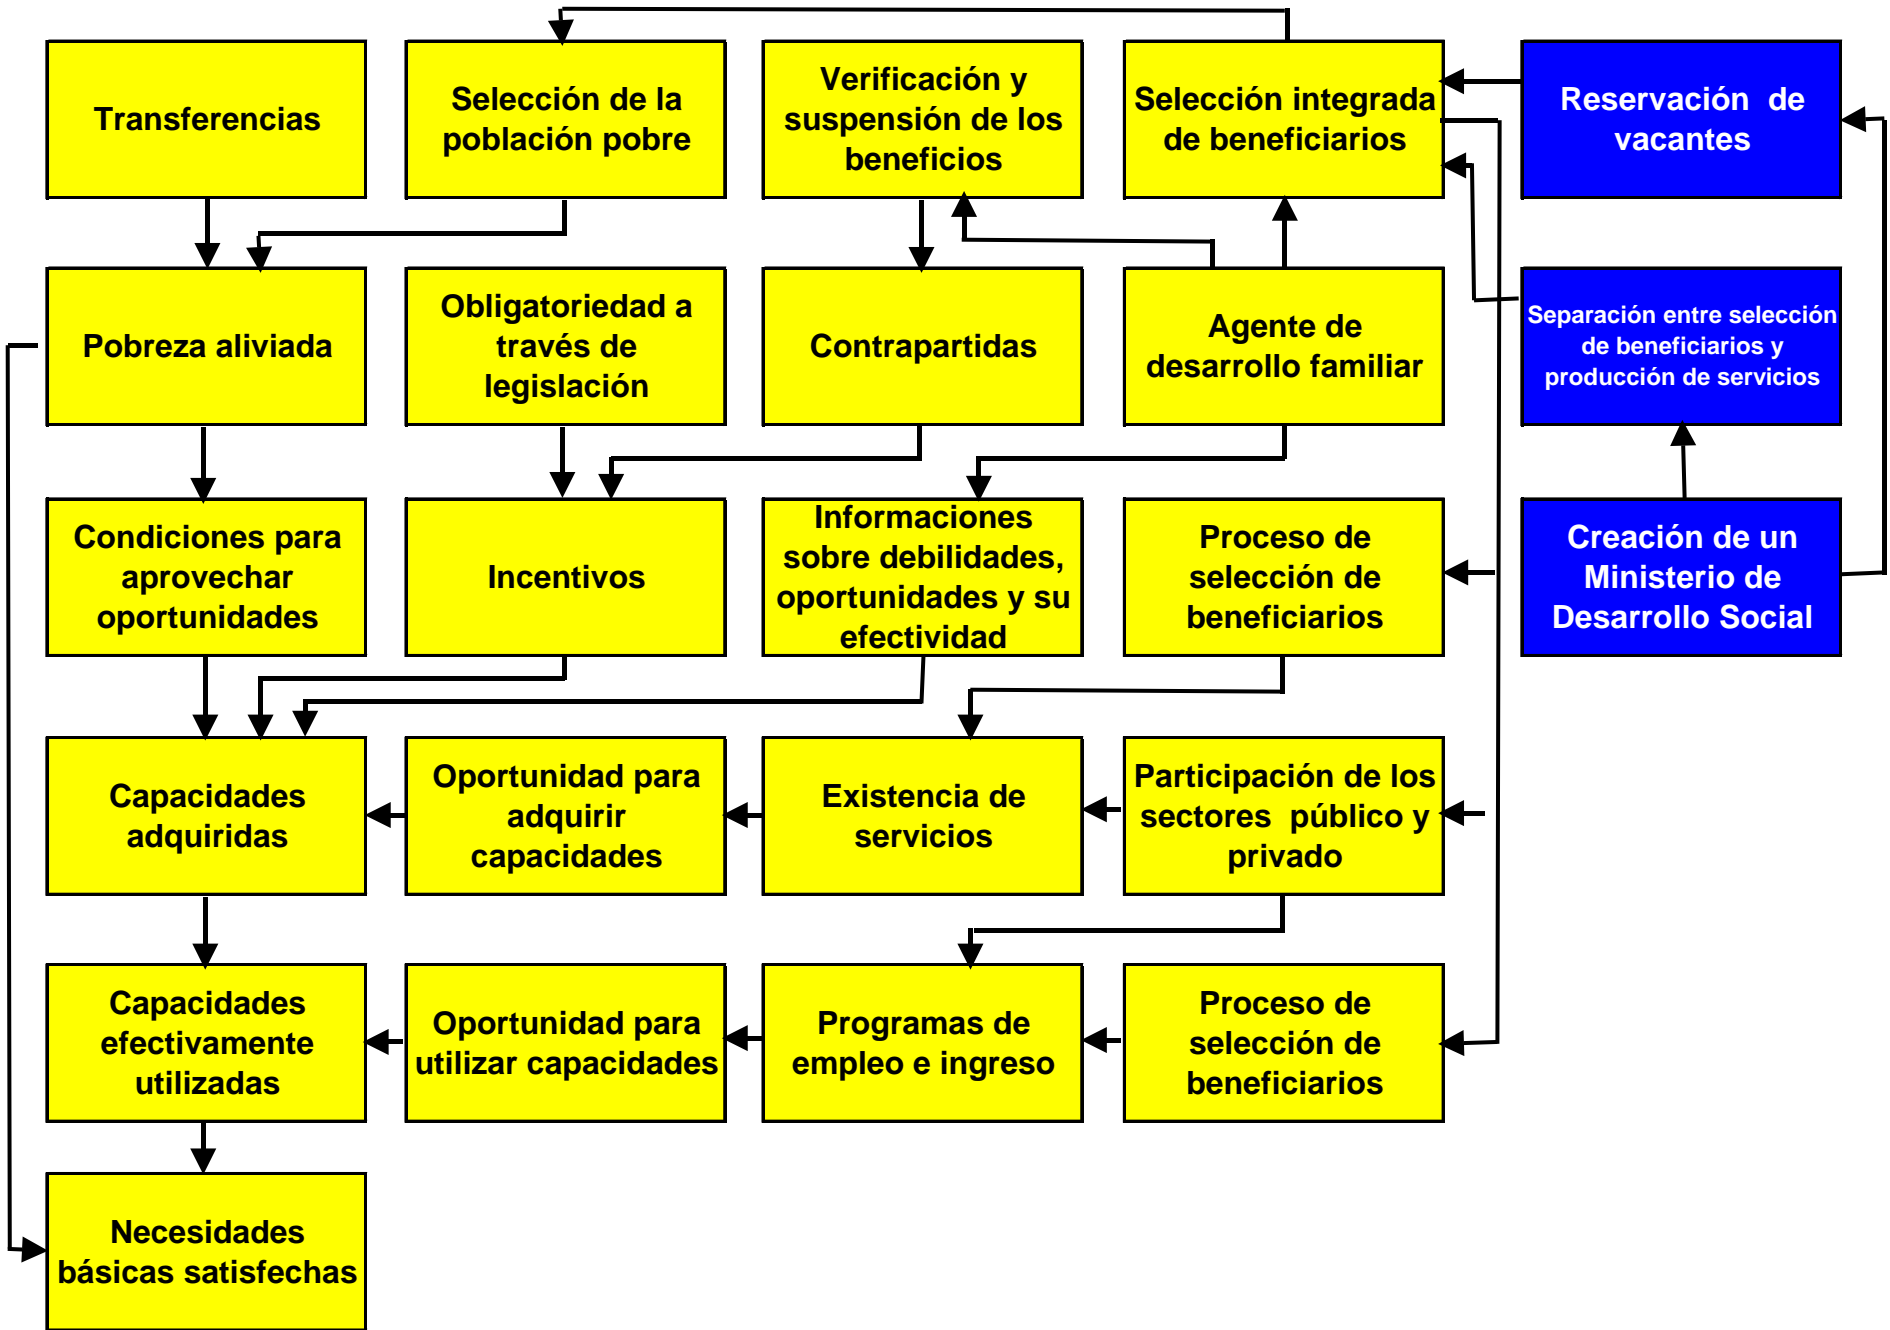 Transferencias
Selección de la
población pobre
Verificación y
suspensión de los
beneficios
Selección integrada
de beneficiarios
Reservación de
vacantes
Pobreza aliviada
Obligatoriedad a
través de
legislación
Contrapartidas
Agente de
desarrollo familiar
Separación entre selección
de beneficiarios y
producción de servicios
Condiciones para
aprovechar
oportunidades
Incentivos
Informaciones
sobre debilidades,
oportunidades y su
efectividad
Proceso de
selección de
beneficiarios
Creación de un
Ministerio de
Desarrollo Social
Capacidades
adquiridas
Oportunidad para
adquirir
capacidades
Existencia de
servicios
Participación de los
sectores público y
privado
Capacidades
efectivamente
utilizadas
Oportunidad para
utilizar capacidades
Programas de
empleo e ingreso
Proceso de
selección de
beneficiarios
Necesidades
básicas satisfechas